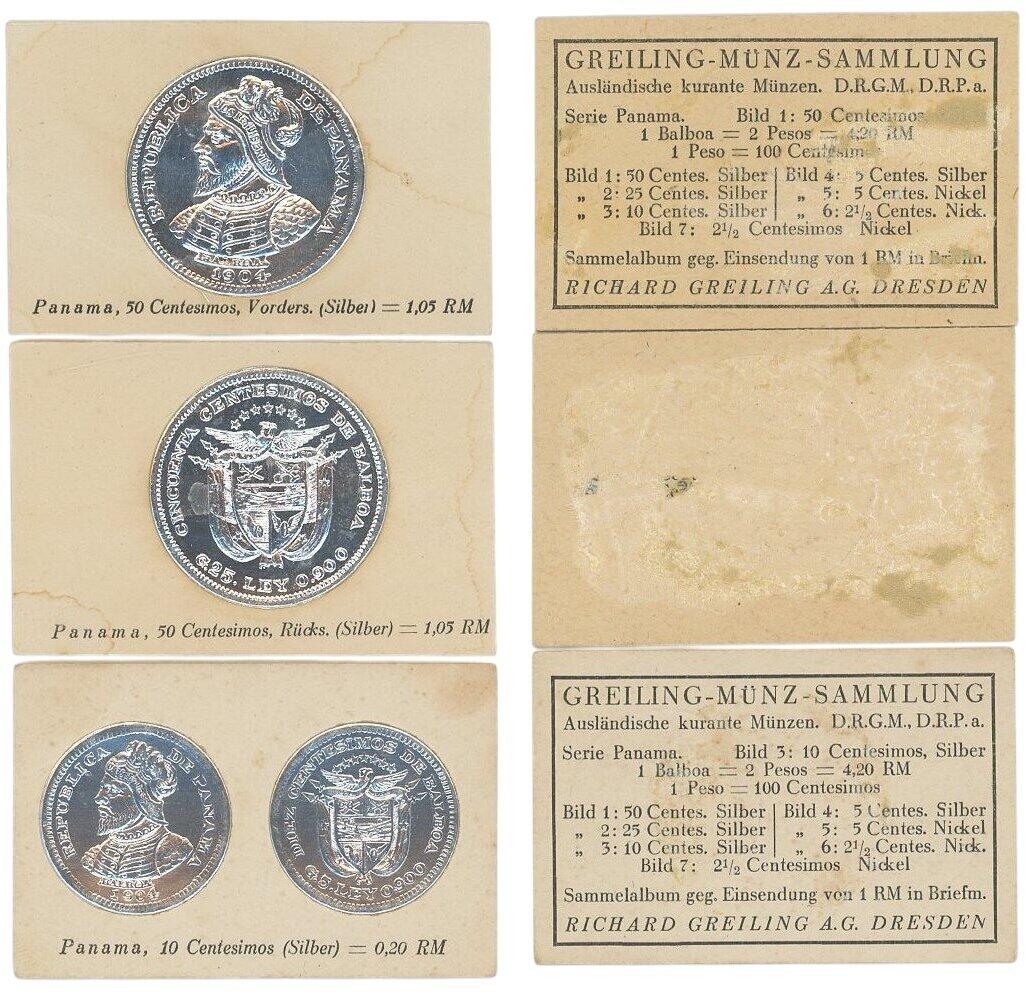 REPUBLICA DE PANAMA
BALBOA
1904
Panama, 50 Centesimos, Vorders. (Silber) = 1,05 RM
GREILING-MÜNZ-SAMMLUNG
Ausländische kurante Münzen. D.R.G.M., D.R.P.a.
Serie Panama. Bild 1: 50 Centesimos
1 Balboa = 2 Pesos = 4,20 RM
1 Peso = 100 Centesimos
Bild 1: 50 Centes. Silber | Bild 4: 5 Centes. Silber
„ 2: 25 Centes. Silber | „ 5: 5 Centes. Nickel
„ 3: 10 Centes. Silber | „ 6: 2½ Centes. Nick.
Bild 7: 2½ Centesimos Nickel
Sammelalbum geg. Einsendung von 1 RM in Briefm.
RICHARD GREILING A.G. DRESDEN
CINCUENTA CENTESIMOS DE BALBOA
G.25. LEY 0.900
Panama, 50 Centesimos, Rücks. (Silber) = 1,05 RM
REPUBLICA DE PANAMA
BALBOA
1904
DIEZ CENTESIMOS DE BALBOA
G.5. LEY 0.900
Panama, 10 Centesimos (Silber) = 0,20 RM
GREILING-MÜNZ-SAMMLUNG
Ausländische kurante Münzen. D.R.G.M., D.R.P.a.
Serie Panama. Bild 3: 10 Centesimos, Silber
1 Balboa = 2 Pesos = 4,20 RM
1 Peso = 100 Centesimos
Bild 1: 50 Centes. Silber | Bild 4: 5 Centes. Silber
„ 2: 25 Centes. Silber | „ 5: 5 Centes. Nickel
„ 3: 10 Centes. Silber | „ 6: 2½ Centes. Nick.
Bild 7: 2½ Centesimos Nickel
Sammelalbum geg. Einsendung von 1 RM in Briefm.
RICHARD GREILING A.G. DRESDEN